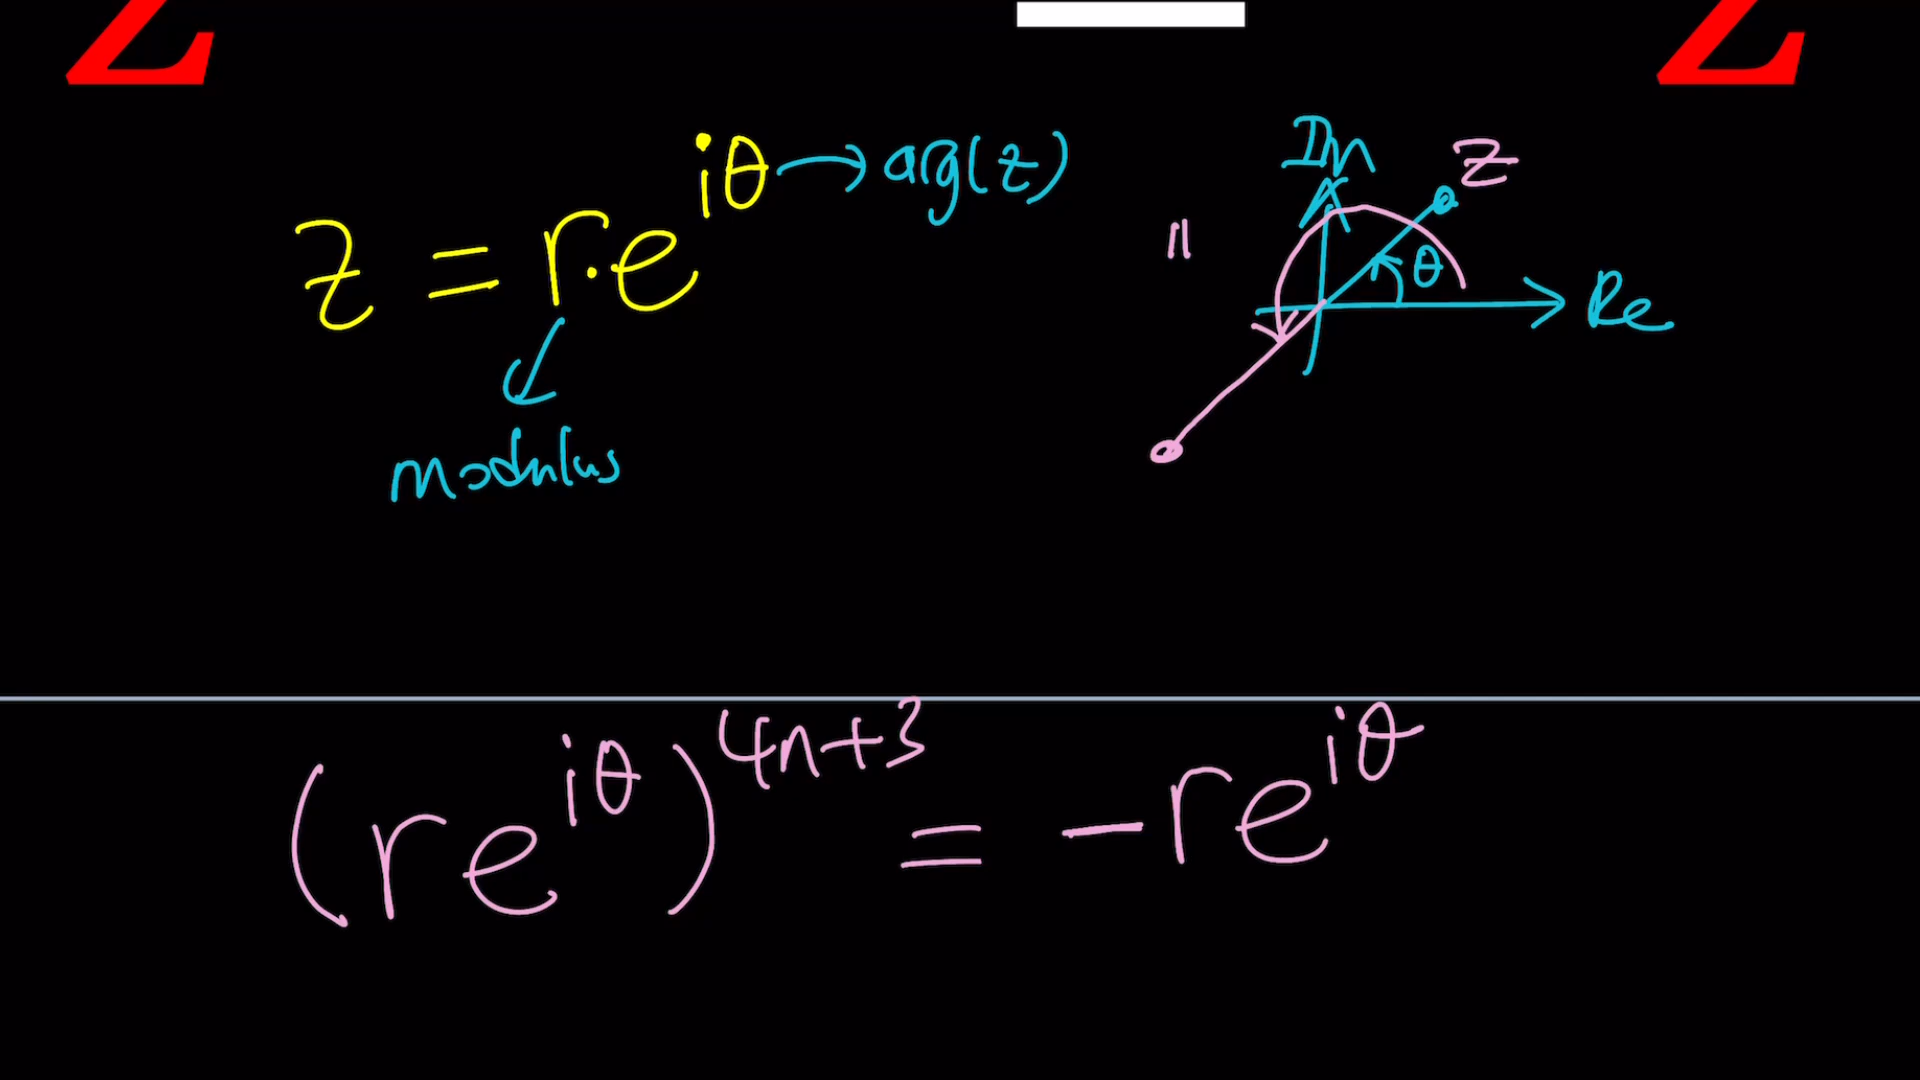 Z Z
z = r·e^{iθ} → arg(z)
modulus
Im
z
θ
Re
(re^{iθ})^{4n+3} = -re^{iθ}